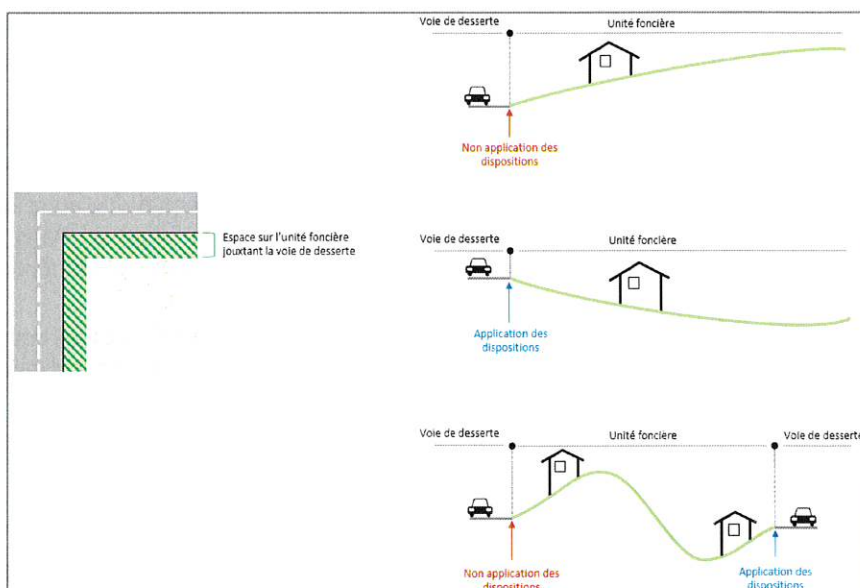 Voie de desserte
Unité foncière
Non application des
dispositions
Espace sur l'unité foncière
jouxtant la voie de desserte
Voie de desserte
Unité foncière
Application des
dispositions
Voie de desserte
Unité foncière
Voie de desserte
Non application des
dispositions
Application des
dispositions